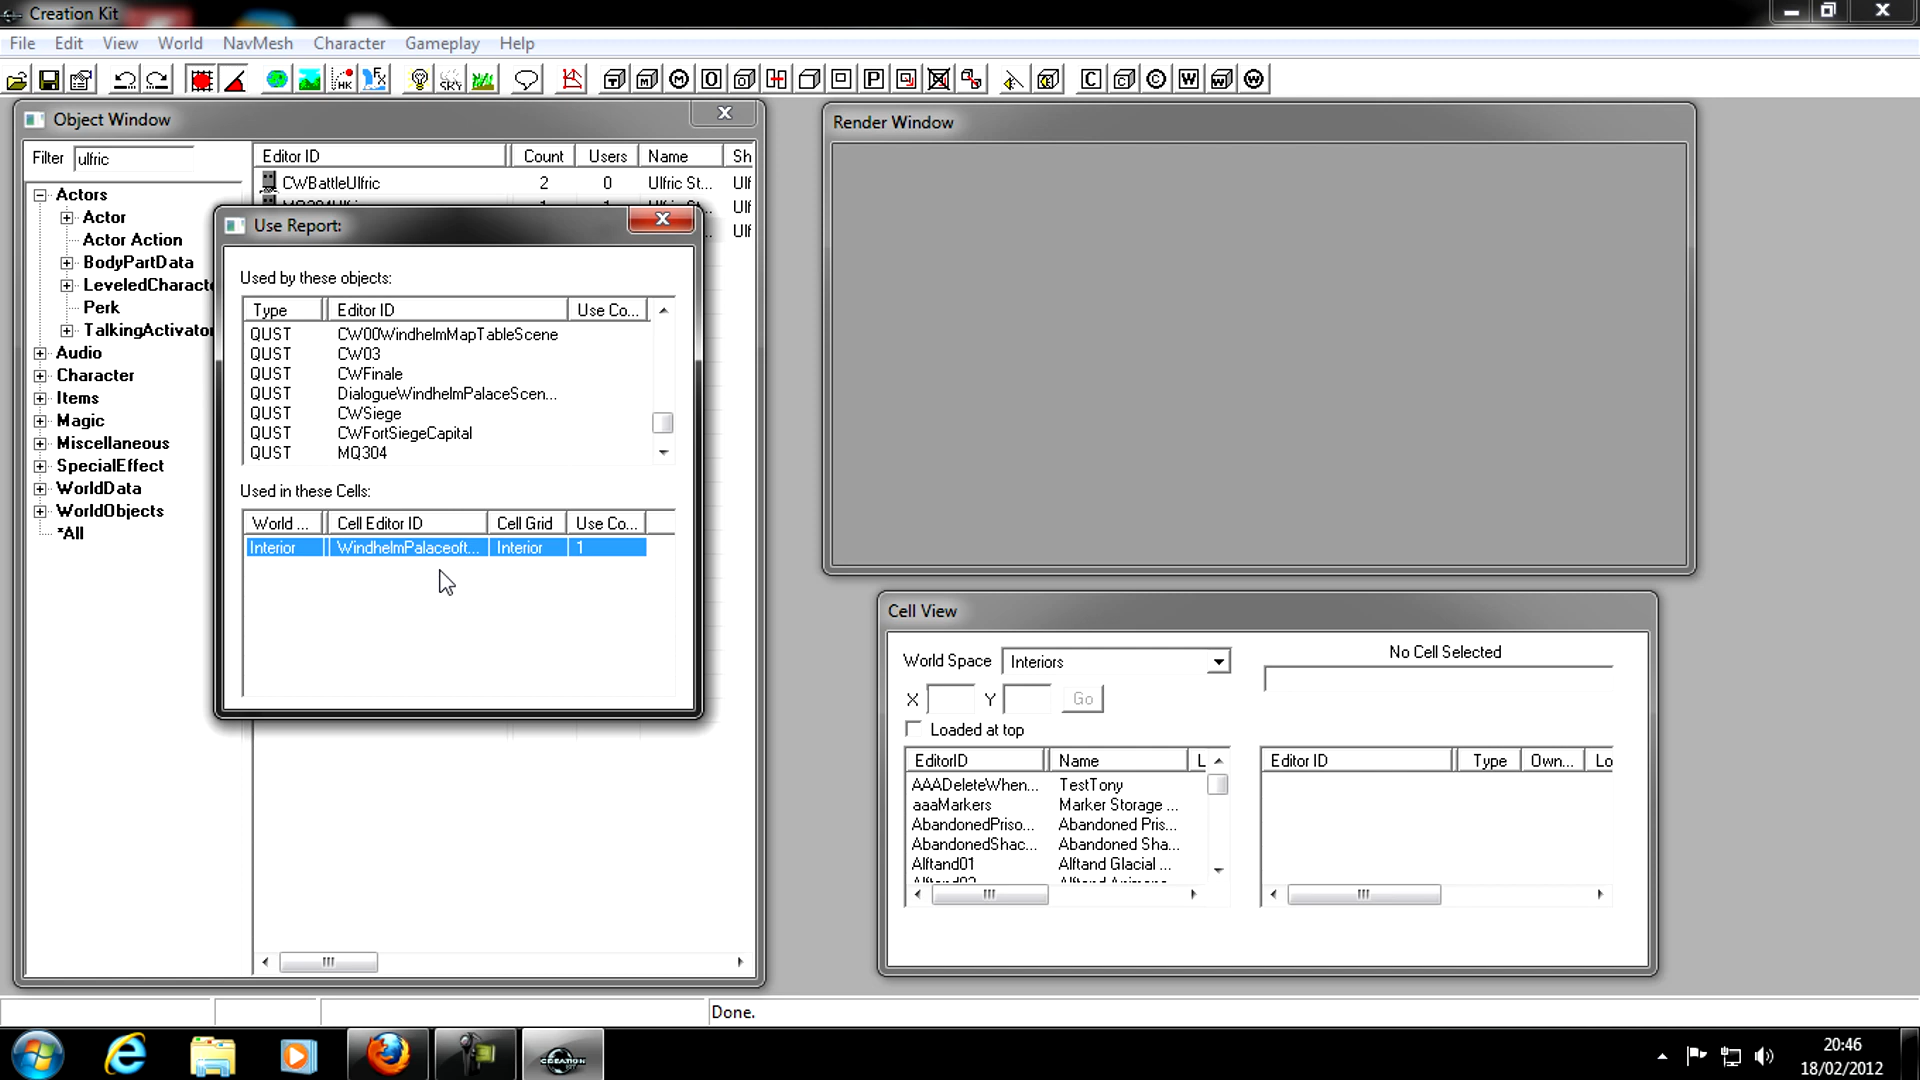 Creation Kit
File Edit View World NavMesh Character Gameplay Help
Object Window
Filter ulfric
Editor ID Count Users Name Sh
CWBattleUlfric 2 0 Ulfric St... Ulf
Ulf
Ulf
Actors
Actor
Actor Action
BodyPartData
LeveledCharacte
Perk
TalkingActivator
Audio
Character
Items
Magic
Miscellaneous
SpecialEffect
WorldData
WorldObjects
*All
Use Report:
Used by these objects:
Type Editor ID Use Co...
QUST CW00WindhelmMapTableScene
QUST CW03
QUST CWFinale
QUST DialogueWindhelmPalaceScen...
QUST CWSiege
QUST CWFortSiegeCapital
QUST MQ304
Used in these Cells:
World ... Cell Editor ID Cell Grid Use Co...
Interior WindhelmPalaceoft... Interior 1
Render Window
Cell View
World Space Interiors
No Cell Selected
X Y Go
Loaded at top
EditorID Name L
AAADeleteWhen... TestTony
aaaMarkers Marker Storage ...
AbandonedPriso... Abandoned Pris...
AbandonedShac... Abandoned Sha...
Alftand01 Alftand Glacial ...
Editor ID Type Own... Lo
Done.
CREATION
20:46
18/02/2012